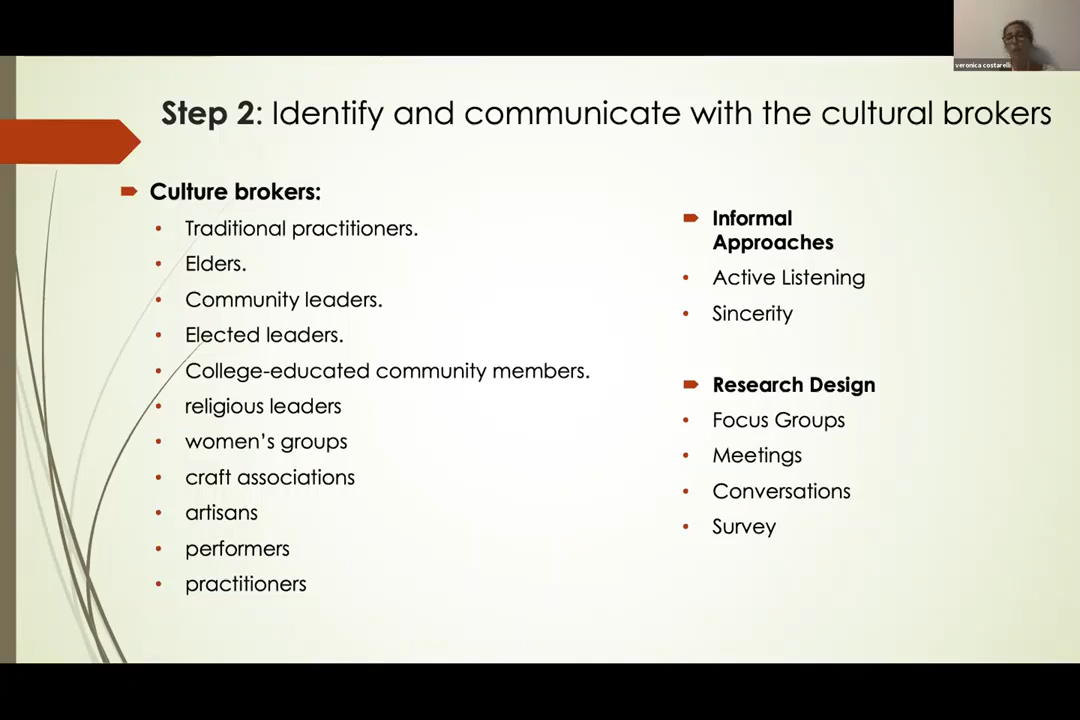 veronica costarelli
Step 2: Identify and communicate with the cultural brokers
Culture brokers:
Traditional practitioners.
Elders.
Community leaders.
Elected leaders.
College-educated community members.
religious leaders
women's groups
craft associations
artisans
performers
practitioners
Informal
Approaches
Active Listening
Sincerity
Research Design
Focus Groups
Meetings
Conversations
Survey